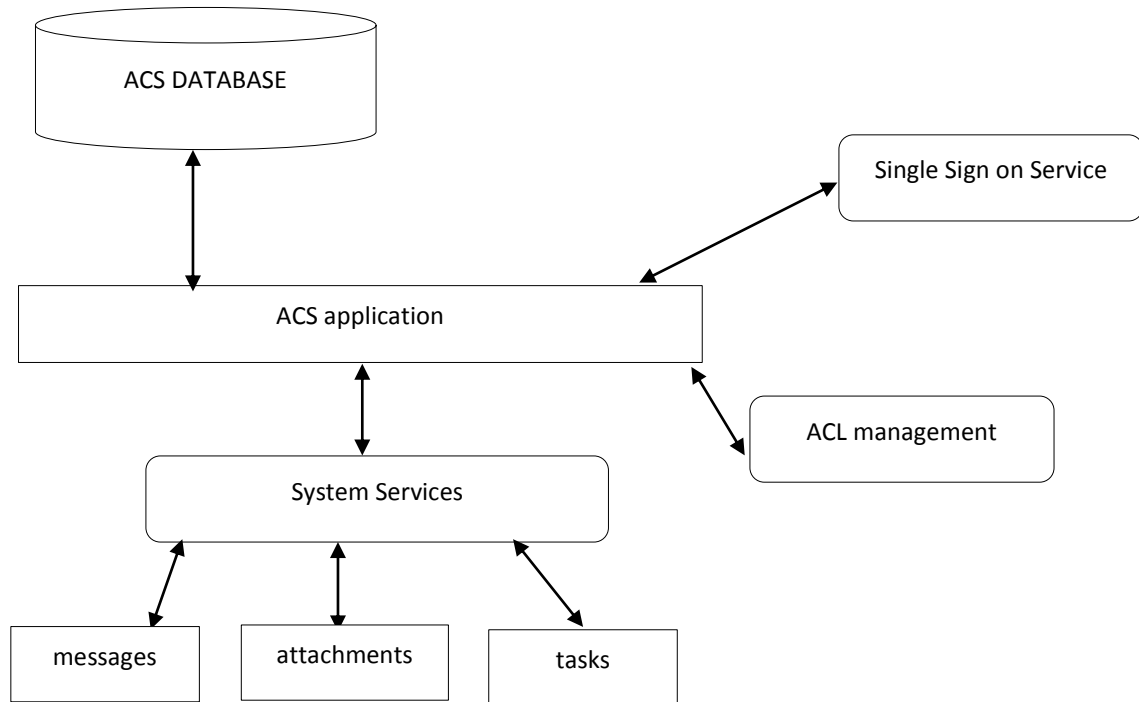 ACS DATABASE
Single Sign on Service
ACS application
ACL management
System Services
messages
attachments
tasks